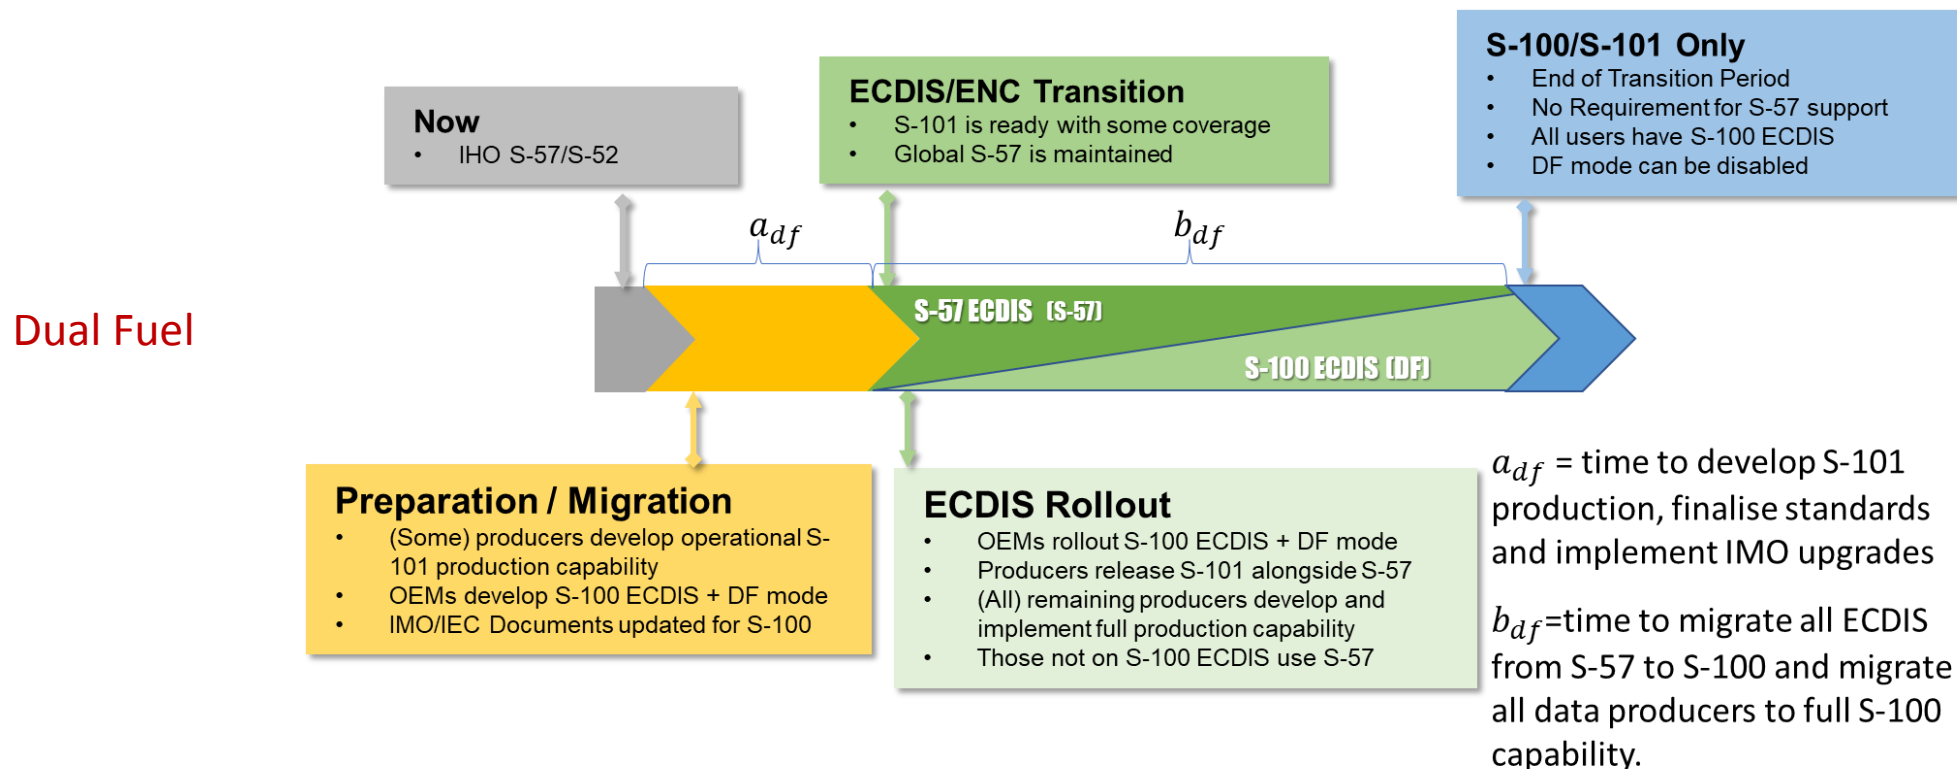 Now
• IHO S-57/S-52
ECDIS/ENC Transition
• S-101 is ready with some coverage
• Global S-57 is maintained
S-100/S-101 Only
• End of Transition Period
• No Requirement for S-57 support
• All users have S-100 ECDIS
• DF mode can be disabled
a_df
b_df
Dual Fuel
S-57 ECDIS (S-57)
S-100 ECDIS (DF)
Preparation / Migration
• (Some) producers develop operational S-
101 production capability
• OEMs develop S-100 ECDIS + DF mode
• IMO/IEC Documents updated for S-100
ECDIS Rollout
• OEMs rollout S-100 ECDIS + DF mode
• Producers release S-101 alongside S-57
• (All) remaining producers develop and
implement full production capability
• Those not on S-100 ECDIS use S-57
a_df = time to develop S-101
production, finalise standards
and implement IMO upgrades
b_df=time to migrate all ECDIS
from S-57 to S-100 and migrate
all data producers to full S-100
capability.